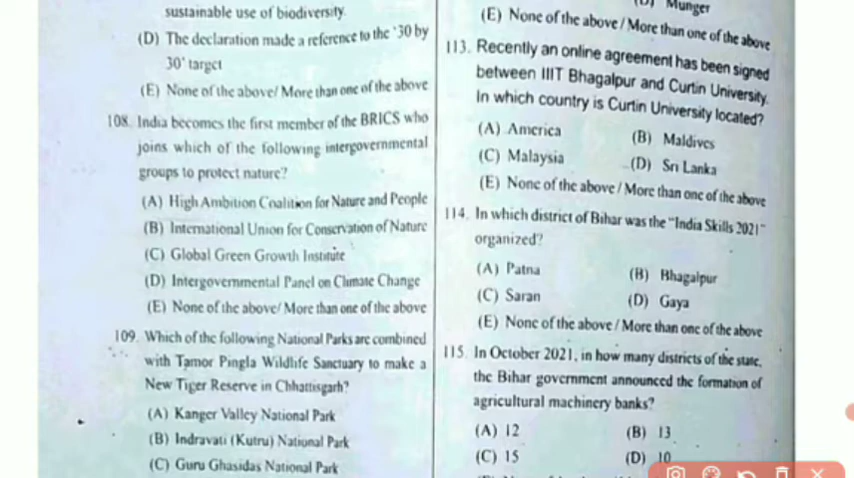 sustainable use of biodiversity.
(D) The declaration made a reference to the '30 by
30' target
(E) None of the above/ More than one of the above
108. India becomes the first member of the BRICS who
joins which of the following intergovernmental
groups to protect nature?
(A) High Ambition Coalition for Nature and People
(B) International Union for Conservation of Nature
(C) Global Green Growth Institute
(D) Intergovernmental Panel on Climate Change
(E) None of the above/ More than one of the above
109. Which of the following National Parks are combined
with Tamor Pingla Wildlife Sanctuary to make a
New Tiger Reserve in Chhattisgarh?
(A) Kanger Valley National Park
(B) Indravati (Kutru) National Park
(C) Guru Ghasidas National Park
(D) Munger
(E) None of the above / More than one of the above
113. Recently an online agreement has been signed
between IIIT Bhagalpur and Curtin University.
In which country is Curtin University located?
(A) America (B) Maldives
(C) Malaysia (D) Sri Lanka
(E) None of the above / More than one of the above
114. In which district of Bihar was the "India Skills 2021"
organized?
(A) Patna (B) Bhagalpur
(C) Saran (D) Gaya
(E) None of the above / More than one of the above
115. In October 2021, in how many districts of the state,
the Bihar government announced the formation of
agricultural machinery banks?
(A) 12 (B) 13
(C) 15 (D) 10